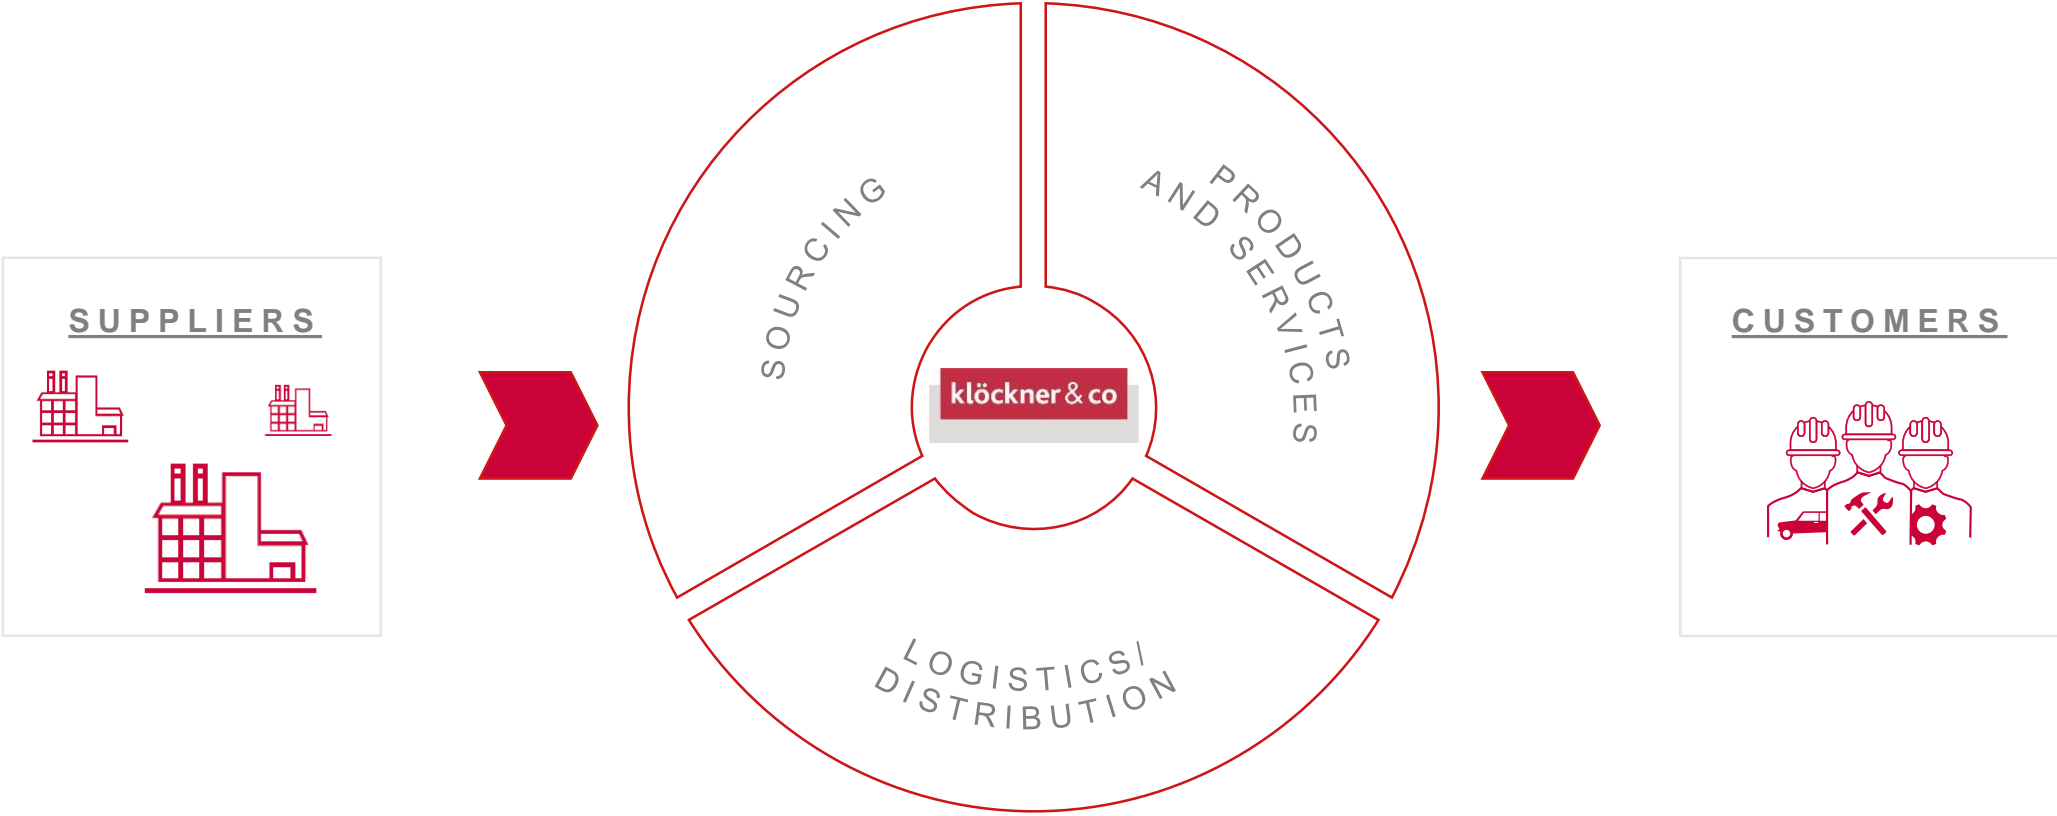 SUPPLIERS
SOURCING
PRODUCTS
AND SERVICES
klöckner & co
LOGISTICS/
DISTRIBUTION
CUSTOMERS